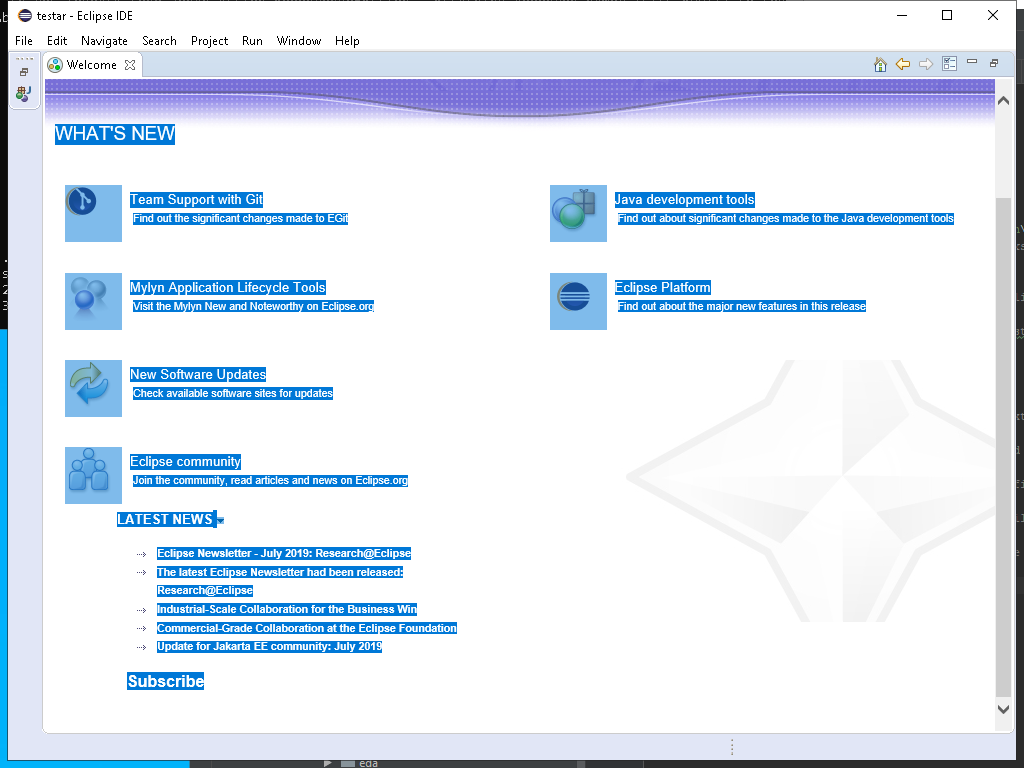 testar - Eclipse IDE
File Edit Navigate Search Project Run Window Help
Welcome
WHAT'S NEW
Team Support with Git
Find out the significant changes made to EGit
Java development tools
Find out about significant changes made to the Java development tools
Mylyn Application Lifecycle Tools
Visit the Mylyn New and Noteworthy on Eclipse.org
Eclipse Platform
Find out about the major new features in this release
New Software Updates
Check available software sites for updates
Eclipse community
Join the community, read articles and news on Eclipse.org
LATEST NEWS
Eclipse Newsletter - July 2019: Research@Eclipse
The latest Eclipse Newsletter had been released:
Research@Eclipse
Industrial-Scale Collaboration for the Business Win
Commercial-Grade Collaboration at the Eclipse Foundation
Update for Jakarta EE community: July 2019
Subscribe
eda